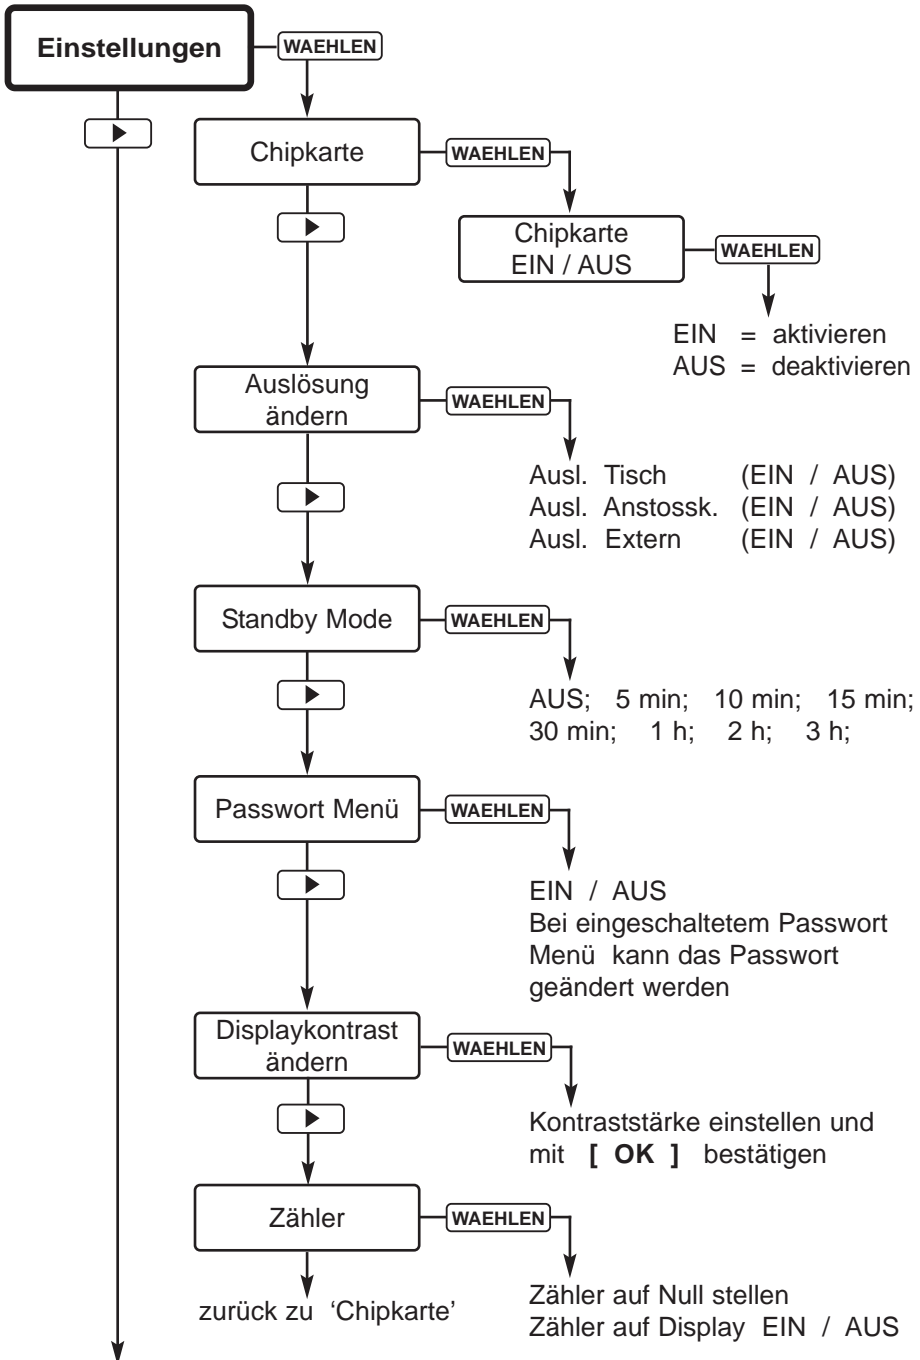 Einstellungen
WAEHLEN
Chipkarte
WAEHLEN
Chipkarte
EIN / AUS
WAEHLEN
EIN = aktivieren
AUS = deaktivieren
Auslösung
ändern
WAEHLEN
Ausl. Tisch (EIN / AUS)
Ausl. Anstossk. (EIN / AUS)
Ausl. Extern (EIN / AUS)
Standby Mode
WAEHLEN
AUS; 5 min; 10 min; 15 min;
30 min; 1 h; 2 h; 3 h;
Passwort Menü
WAEHLEN
EIN / AUS
Bei eingeschaltetem Passwort
Menü kann das Passwort
geändert werden
Displaykontrast
ändern
WAEHLEN
Kontraststärke einstellen und
mit [ OK ] bestätigen
Zähler
WAEHLEN
zurück zu ‘Chipkarte’
Zähler auf Null stellen
Zähler auf Display EIN / AUS